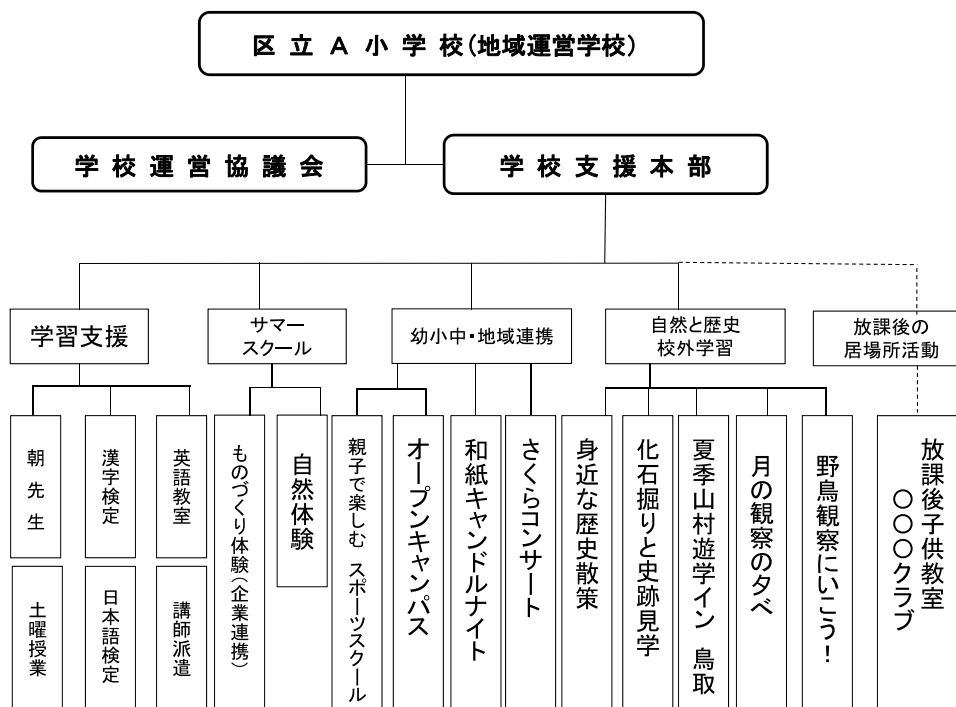 区立A小学校(地域運営学校)
学校運営協議会
学校支援本部
学習支援
サマー
スクール
幼小中・地域連携
自然と歴史
校外学習
放課後の
居場所活動
朝先生
漢字検定
英語教室
土曜授業
日本語検定
講師派遣
ものづくり体験(企業連携)
自然体験
親子で楽しむ スポーツスクール
オープンキャンパス
和紙キャンドルナイト
さくらコンサート
身近な歴史散策
化石掘りと史跡見学
夏季山村遊学イン 鳥取
月の観察の夕べ
野鳥観察にいこう!
放課後子供教室
○○○クラブ